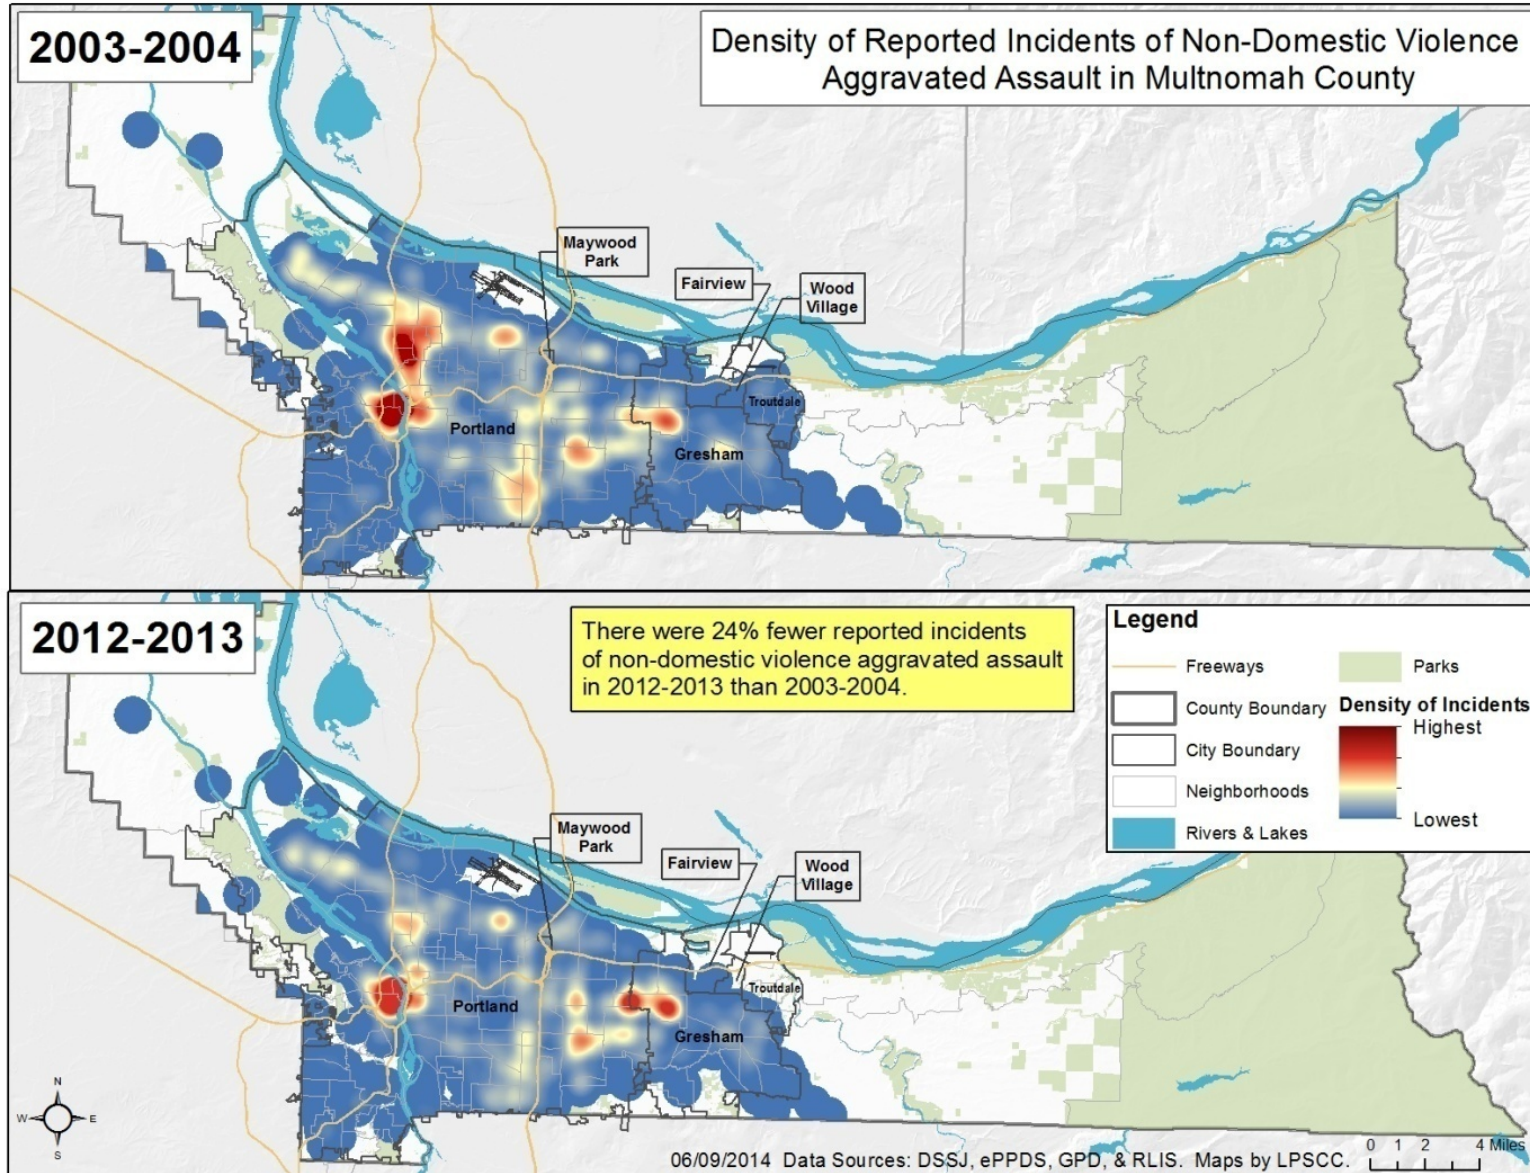 2003-2004
Density of Reported Incidents of Non-Domestic Violence
Aggravated Assault in Multnomah County
Maywood
Park
Fairview
Wood
Village
Troutdale
Portland
Gresham
2012-2013
There were 24% fewer reported incidents
of non-domestic violence aggravated assault
in 2012-2013 than 2003-2004.
Legend
Freeways
County Boundary
City Boundary
Neighborhoods
Rivers & Lakes
Parks
Density of Incidents
Highest
Lowest
Maywood
Park
Fairview
Wood
Village
Troutdale
Portland
Gresham
N
W
E
S
06/09/2014 Data Sources: DSSJ, ePPDS, GPD, & RLIS. Maps by LPSCC.
0 1 2 4 Miles